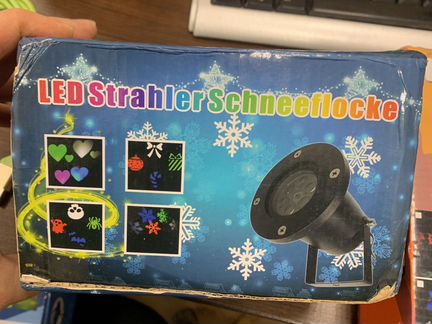 LED Strahler Schneeflocke